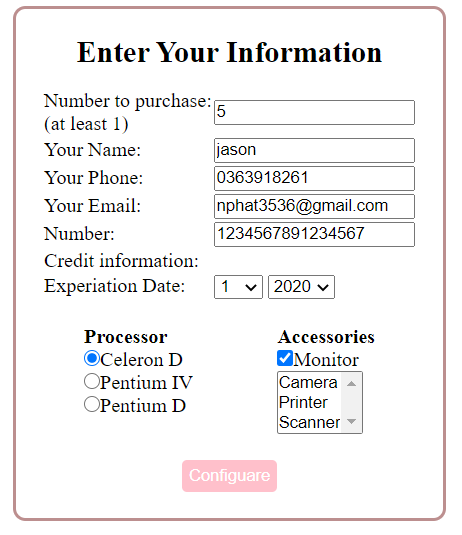 Enter Your Information
Number to purchase:
(at least 1)
5
Your Name: jason
Your Phone: 0363918261
Your Email: nphat3536@gmail.com
Number: 1234567891234567
Credit information:
Experiation Date: 1 2020
Processor Accessories
Celeron D Monitor
Pentium IV Camera
Pentium D Printer
Scanner
Configuare